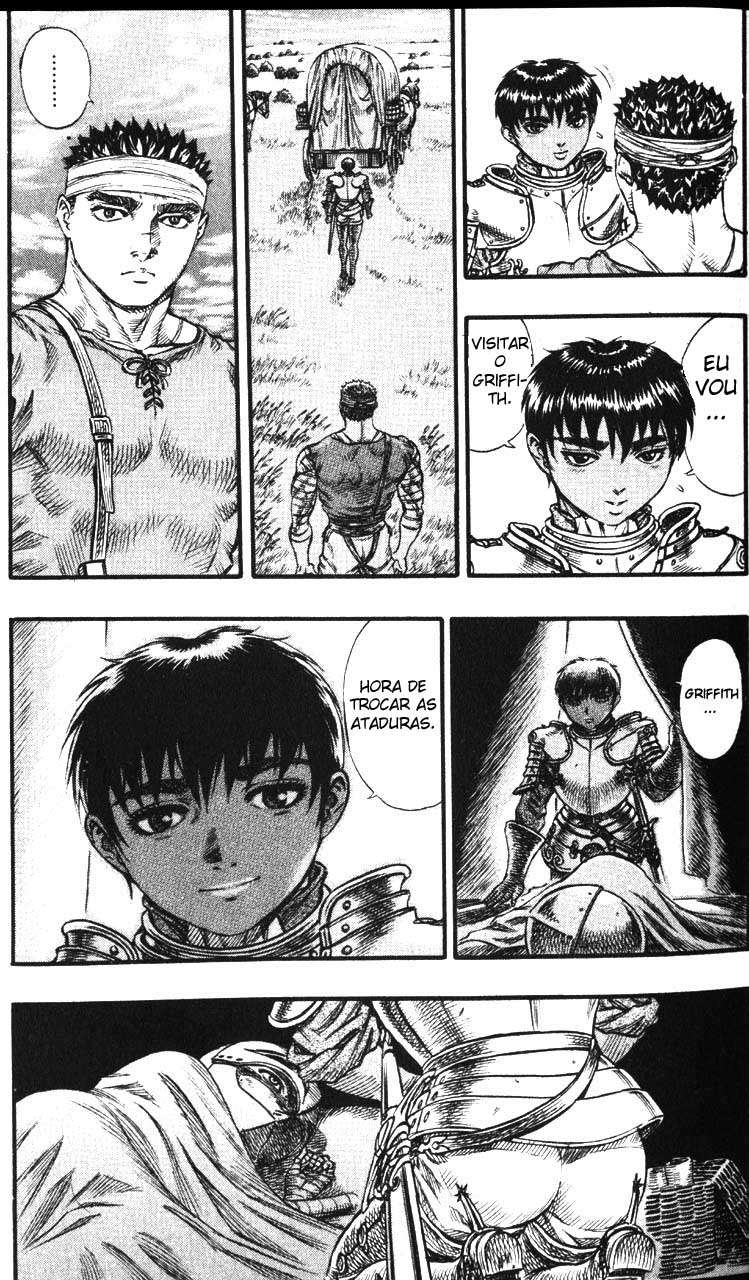 EU
VOU
...
VISITAR
O
GRIFFI-
TH.
.........
GRIFFITH
...
HORA DE
TROCAR AS
ATADURAS.